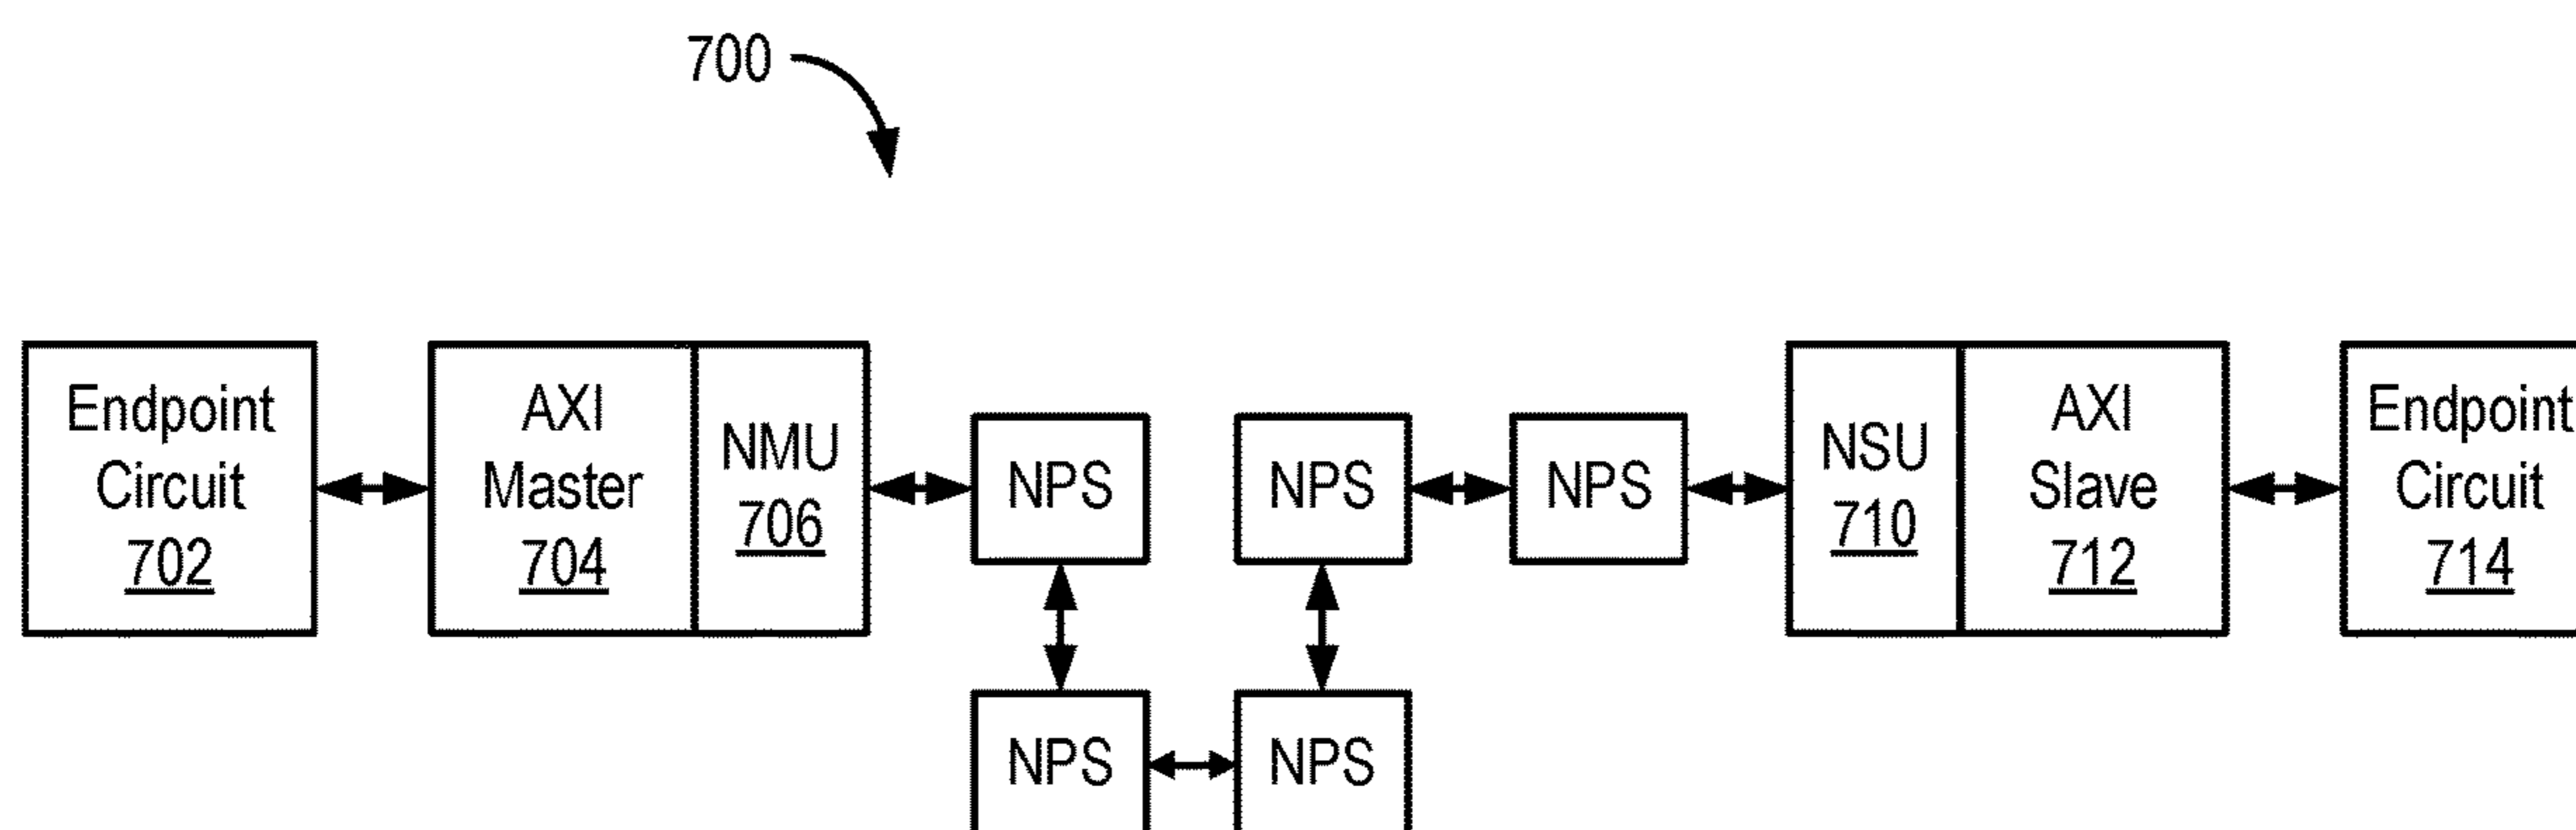 700
Endpoint
Circuit
702
AXI
Master
704
NMU
706
NPS
NPS
NPS
NSU
710
AXI
Slave
712
Endpoint
Circuit
714
NPS
NPS